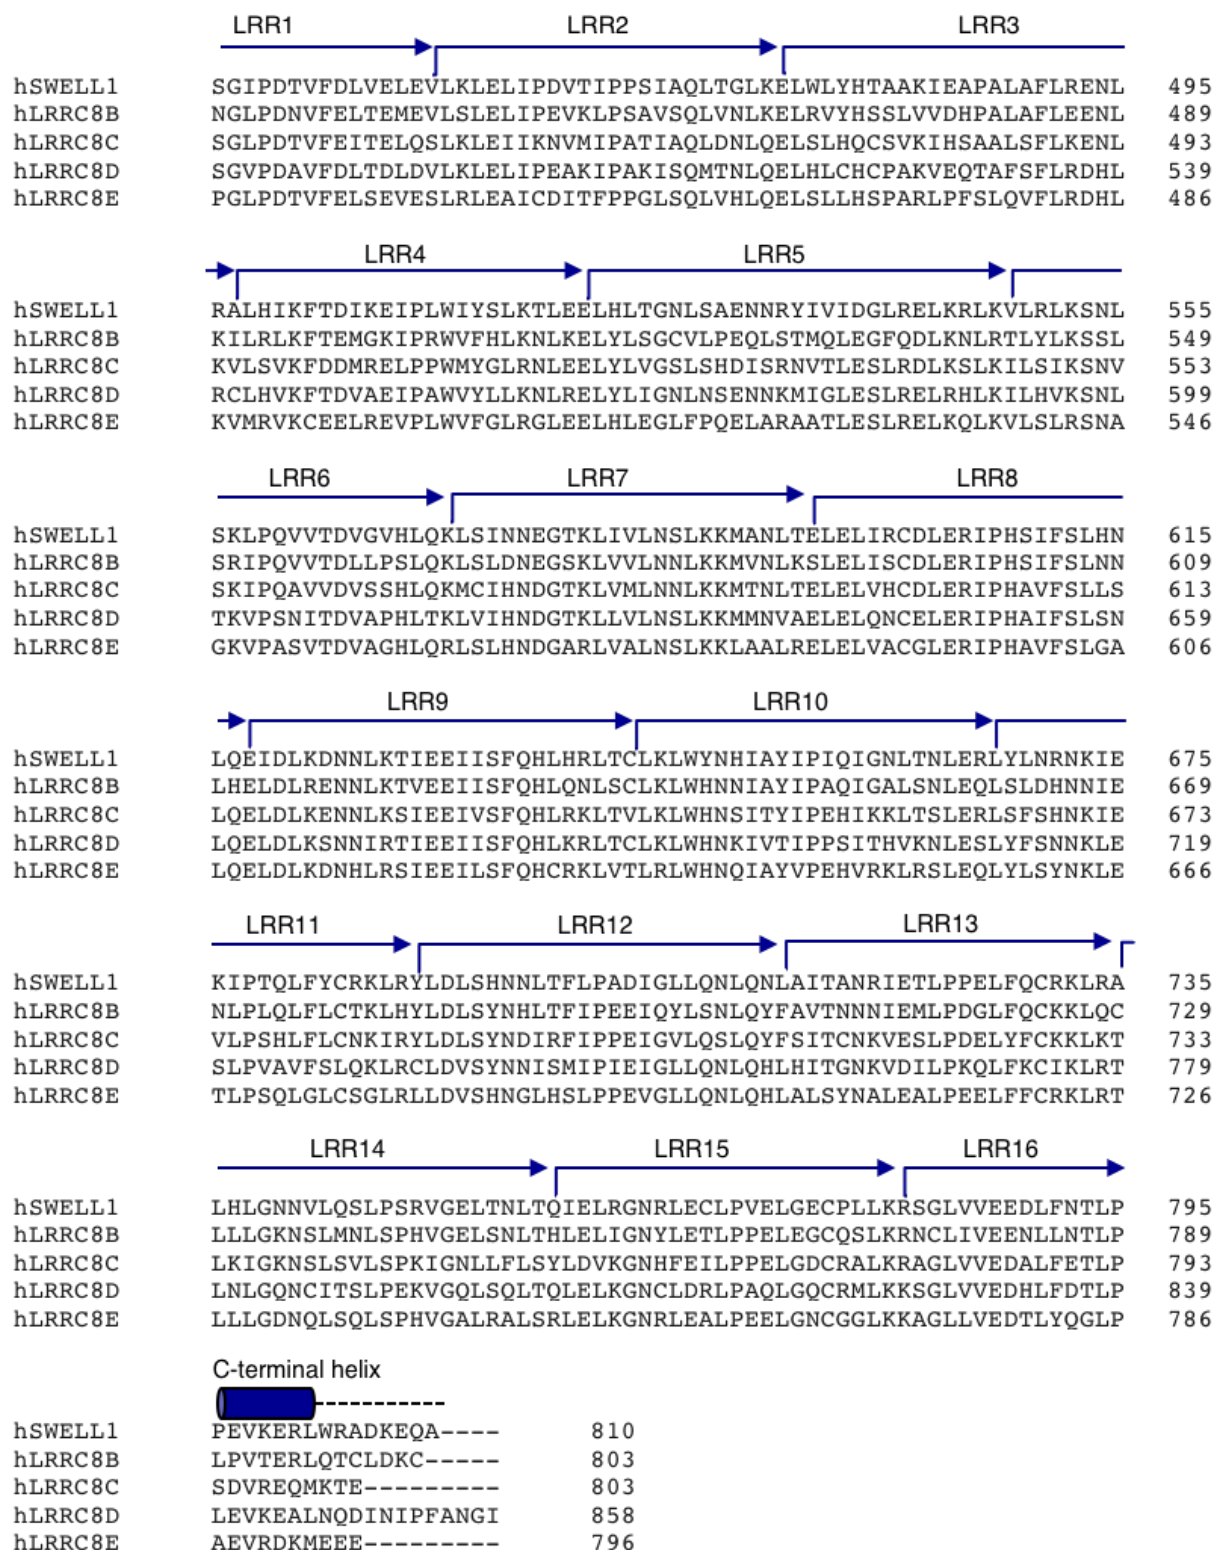 LRR1 LRR2 LRR3
hSWELL1 SGIPDTVFDLVELEVLKLELIPDVTIPPSIAQLTGLKELWLYHTAAKIEAPALAFLRENL 495
hLRRC8B NGLPDNVFELTEMEVLSLELIPEVKLPSAVSQLVNLKELRVYHSSLVVDHPALAFLEENL 489
hLRRC8C SGLPDTVFEITELQSLKLEIIKNVMIPATIAQLDNLQELSLHQCSVKIHSAALSFLKENL 493
hLRRC8D SGVPDAVFDLTDLDVLKLELIPEAKIPAKISQMTNLQELHLCHCPAKVEQTAFSFLRDHL 539
hLRRC8E PGLPDTVFELSEVESLRLEAICDITFPPGLSQLVHLQELSLLHSPARLPFSLQVFLRDHL 486
LRR4 LRR5
hSWELL1 RALHIKFTDIKEIPLWIYSLKTLEELHLTGNLSAENNRYIVIDGLRELKRLKVLRLKSNL 555
hLRRC8B KILRLKFTEMGKIPRWVFHLKNLKELYLSGCVLPEQLSTMQLEGFQDLKNLRTLYLKSSL 549
hLRRC8C KVLSVKFDDMRELPPWMYGLRNLEELYLVGSLSHDISRNVTLESLRDLKSLKILSIKSNV 553
hLRRC8D RCLHVKFTDVAEIPAWVYLLKNLRELYLIGNLNSENNKMIGLESLRELRHLKILHVKSNL 599
hLRRC8E KVMRVKCEELREVPLWVFGLRGLEELHLEGLFPQELARAATLESLRELKQLKVLSLRSNA 546
LRR6 LRR7 LRR8
hSWELL1 SKLPQVVTDVGVHLQKLSINNEGTKLIVLNSLKKMANLTELELIRCDLERIPHSIFSLHN 615
hLRRC8B SRIPQVVTDLLPSLQKLSLDNEGSKLVVLNNLKKMVNLKSLELISCDLERIPHSIFSLNN 609
hLRRC8C SKIPQAVVDVSSHLQKMCIHNDGTKLVMLNNLKKMTNLTELELVHCDLERIPHAVFSLLS 613
hLRRC8D TKVPSNITDVAPHLTKLVIHNDGTKLLVLNSLKKMMNVAELELQNCELERIPHAIFSLSN 659
hLRRC8E GKVPASVTDVAGHLQRLSLHNDGARLVALNSLKKLAALRELELVACGLERIPHAVFSLGA 606
LRR9 LRR10
hSWELL1 LQEIDLKDNNLKTIEEIISFQHLHRLTCLKLWYNHIAYIPIQIGNLTNLERLYLNRNKIE 675
hLRRC8B LHELDLRENNLKTVEEIISFQHLQNLSCLKLWHNNIAYIPAQIGALSNLEQLSLDHNNIE 669
hLRRC8C LQELDLKENNLKSIEEIVSFQHLRKLTVLKLWHNSITYIPEHIKKLTSLERLSFSHNKIE 673
hLRRC8D LQELDLKSNNIRTIEEIISFQHLKRLTCLKLWHNKIVTIPPSITHVKNLESLYFSNNKLE 719
hLRRC8E LQELDLKDNHLRSIEEILSFQHCRKLVTLRLWHNQIAYVPEHVRKLRSLEQLYLSYNKLE 666
LRR11 LRR12 LRR13
hSWELL1 KIPTQLFYCRKLRYLDLSHNNLTFLPADIGLLQNLQNLAITANRIETLPPELFQCRKLRA 735
hLRRC8B NLPLQLFLCTKLHYLDLSYNHLTFIPEEIQYLSNLQYFAVTNNNIEMLPDGLFQCKKLQC 729
hLRRC8C VLPSHLFLCNKIRYLDLSYNDIRFIPPEIGVLQSLQYFSITCNKVESLPDELYFCKKLKT 733
hLRRC8D SLPVAVFSLQKLRCLDVSYNNISMIPIEIGLLQNLQHLHITGNKVDILPKQLFKCIKLRT 779
hLRRC8E TLPSQLGLCSGLRLLDVSHNGLHSLPPEVGLLQNLQHLALSYNALEALPEELFFCRKLRT 726
LRR14 LRR15 LRR16
hSWELL1 LHLGNNVLQSLPSRVGELTNLTQIELRGNRLECLPVELGECPLLKRSGLVVEEDLFNTLP 795
hLRRC8B LLLGKNSLMNLSPHVGELSNLTHLELIGNYLETLPPELEGCQSLKRNCLIVEENLLNTLP 789
hLRRC8C LKIGKNSLSVLSPKIGNLLFLSYLDVKGNHFEILPPELGDCRALKRAGLVVEDALFETLP 793
hLRRC8D LNLGQNCITSLPEKVGQLSQLTQLELKGNCLDRLPAQLGQCRMLKKSGLVVEDHLFDTLP 839
hLRRC8E LLLGDNQLSQLSPHVGALRALSRLELKGNRLEALPEELGNCGGLKKAGLLVEDTLYQGLP 786
C-terminal helix
hSWELL1 PEVKERLWRADKEQA---- 810
hLRRC8B LPVTERLQTCLDKC----- 803
hLRRC8C SDVREQMKTE--------- 803
hLRRC8D LEVKEALNQDINIPFANGI 858
hLRRC8E AEVRDKMEEE--------- 796